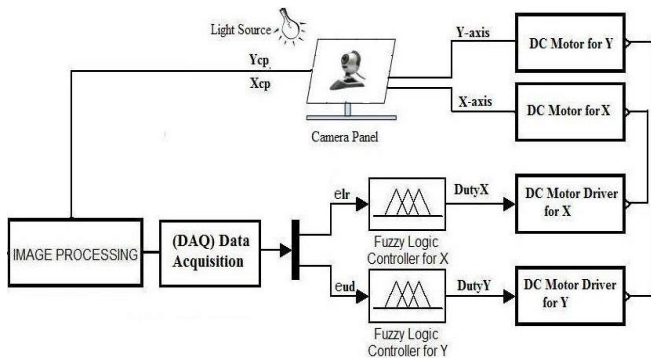 Light Source
Ycp
Xcp
Camera Panel
Y-axis
X-axis
DC Motor for Y
DC Motor for X
IMAGE PROCESSING
(DAQ) Data
Acquisition
elr
eud
Fuzzy Logic
Controller for X
DutyX
DC Motor Driver
for X
Fuzzy Logic
Controller for Y
DutyY
DC Motor Driver
for Y